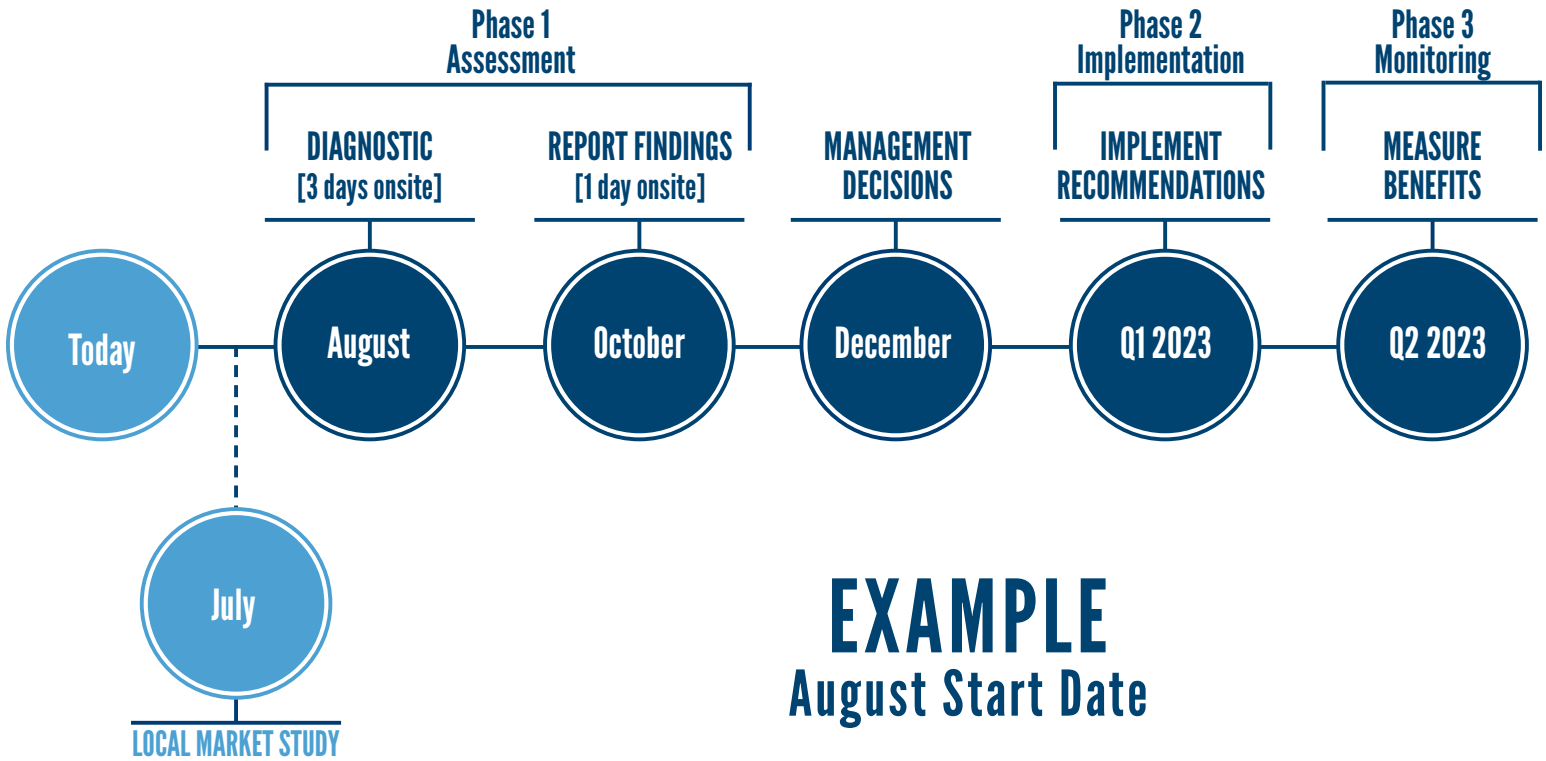 Phase 1
Assessment
Phase 2
Implementation
Phase 3
Monitoring
DIAGNOSTIC
[3 days onsite]
REPORT FINDINGS
[1 day onsite]
MANAGEMENT
DECISIONS
IMPLEMENT
RECOMMENDATIONS
MEASURE
BENEFITS
Today
August
October
December
Q1 2023
Q2 2023
July
LOCAL MARKET STUDY
EXAMPLE
August Start Date